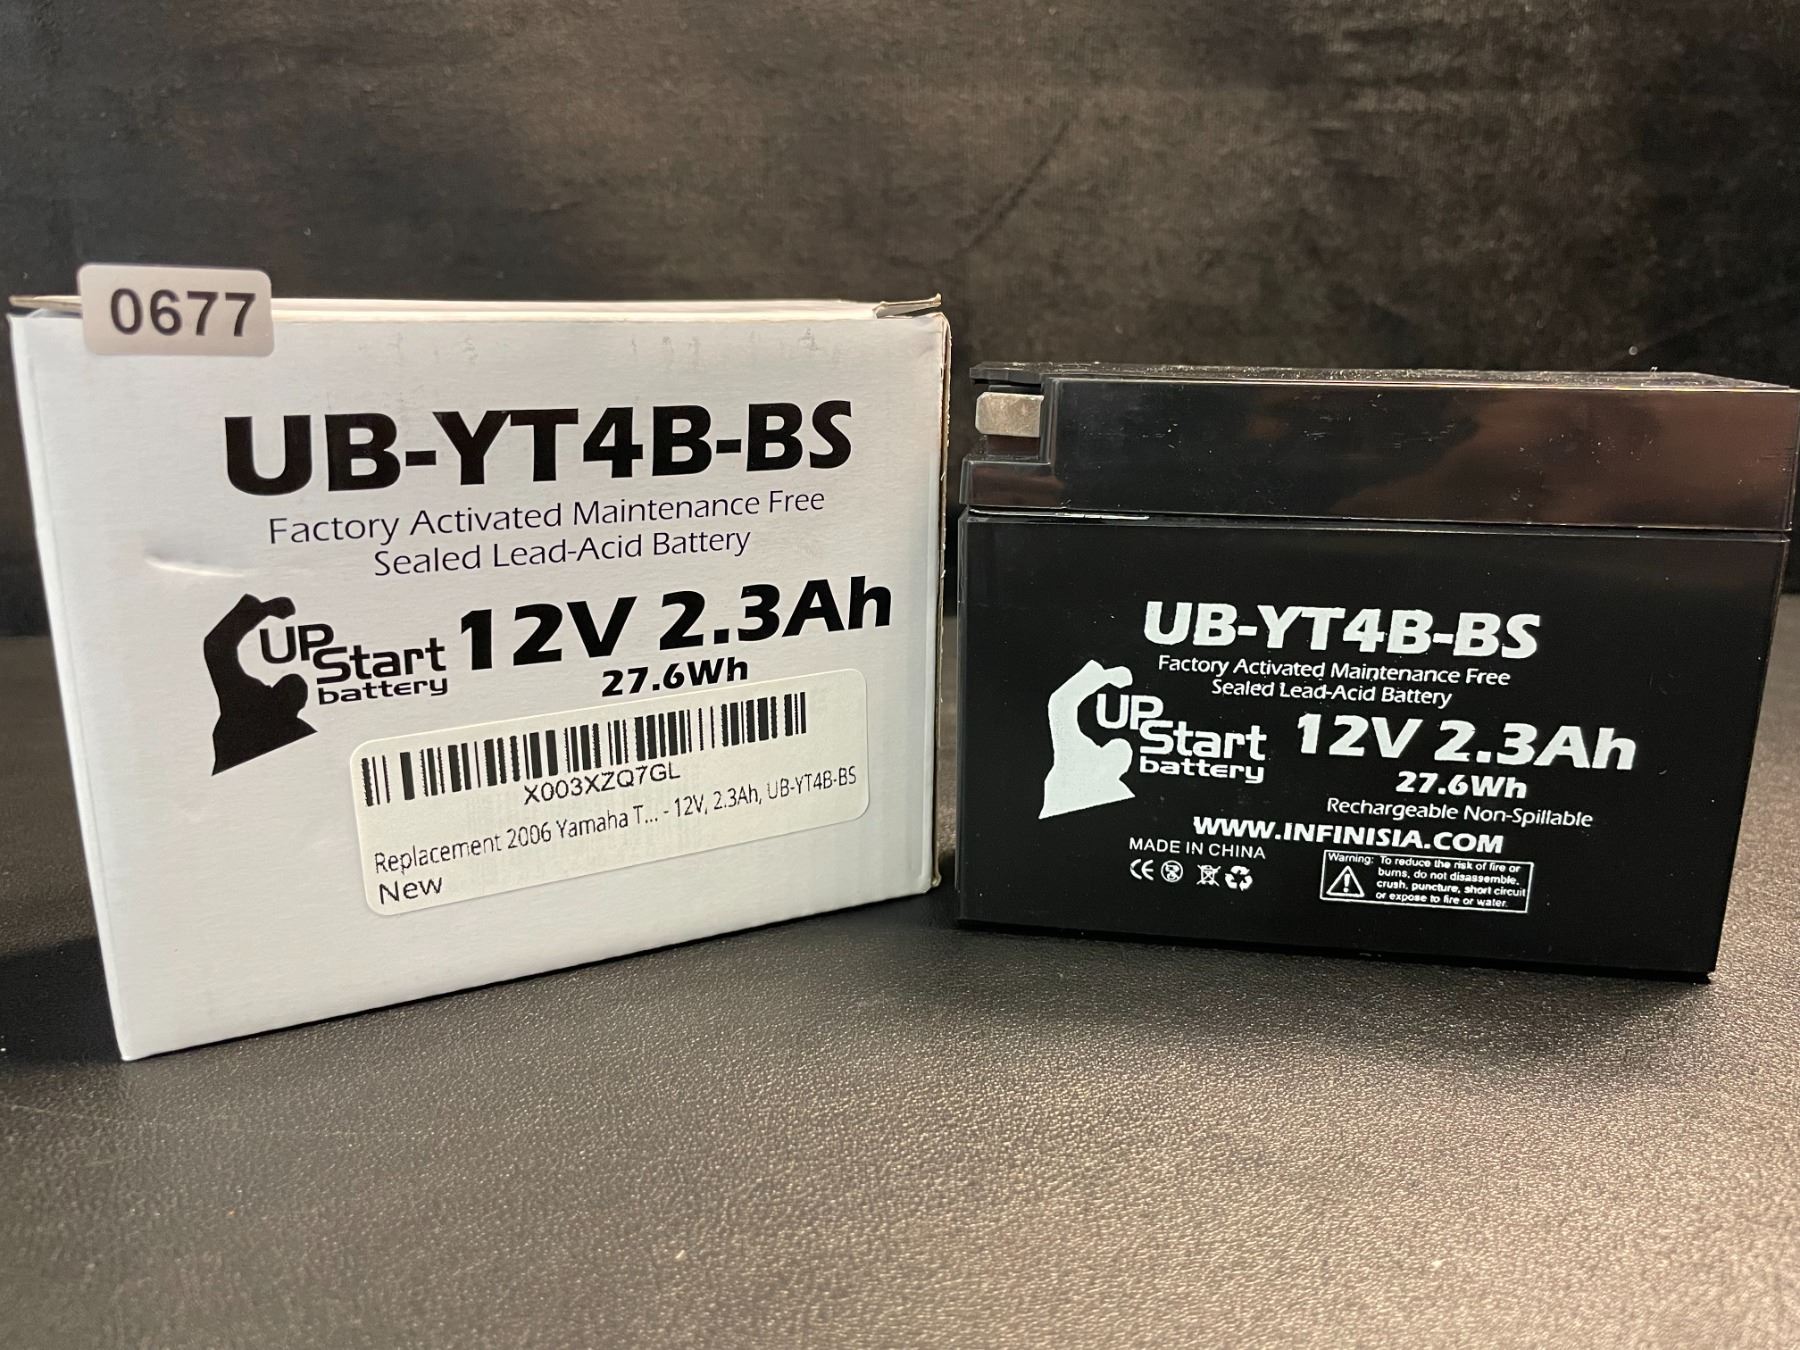 0677
UB-YT4B-BS
Factory Activated Maintenance Free
Sealed Lead-Acid Battery
UPStart
battery
12V 2.3Ah
27.6Wh
X003XZQ7GL
Replacement 2006 Yamaha T... - 12V, 2.3Ah, UB-YT4B-BS
New
UB-YT4B-BS
Factory Activated Maintenance Free
Sealed Lead-Acid Battery
UPStart
battery
12V 2.3Ah
27.6Wh
Rechargeable Non-Spillable
WWW.INFINISIA.COM
MADE IN CHINA
CE
Warning: To reduce the risk of fire or
burns, do not disassemble,
crush, puncture, short circuit
or expose to fire or water.